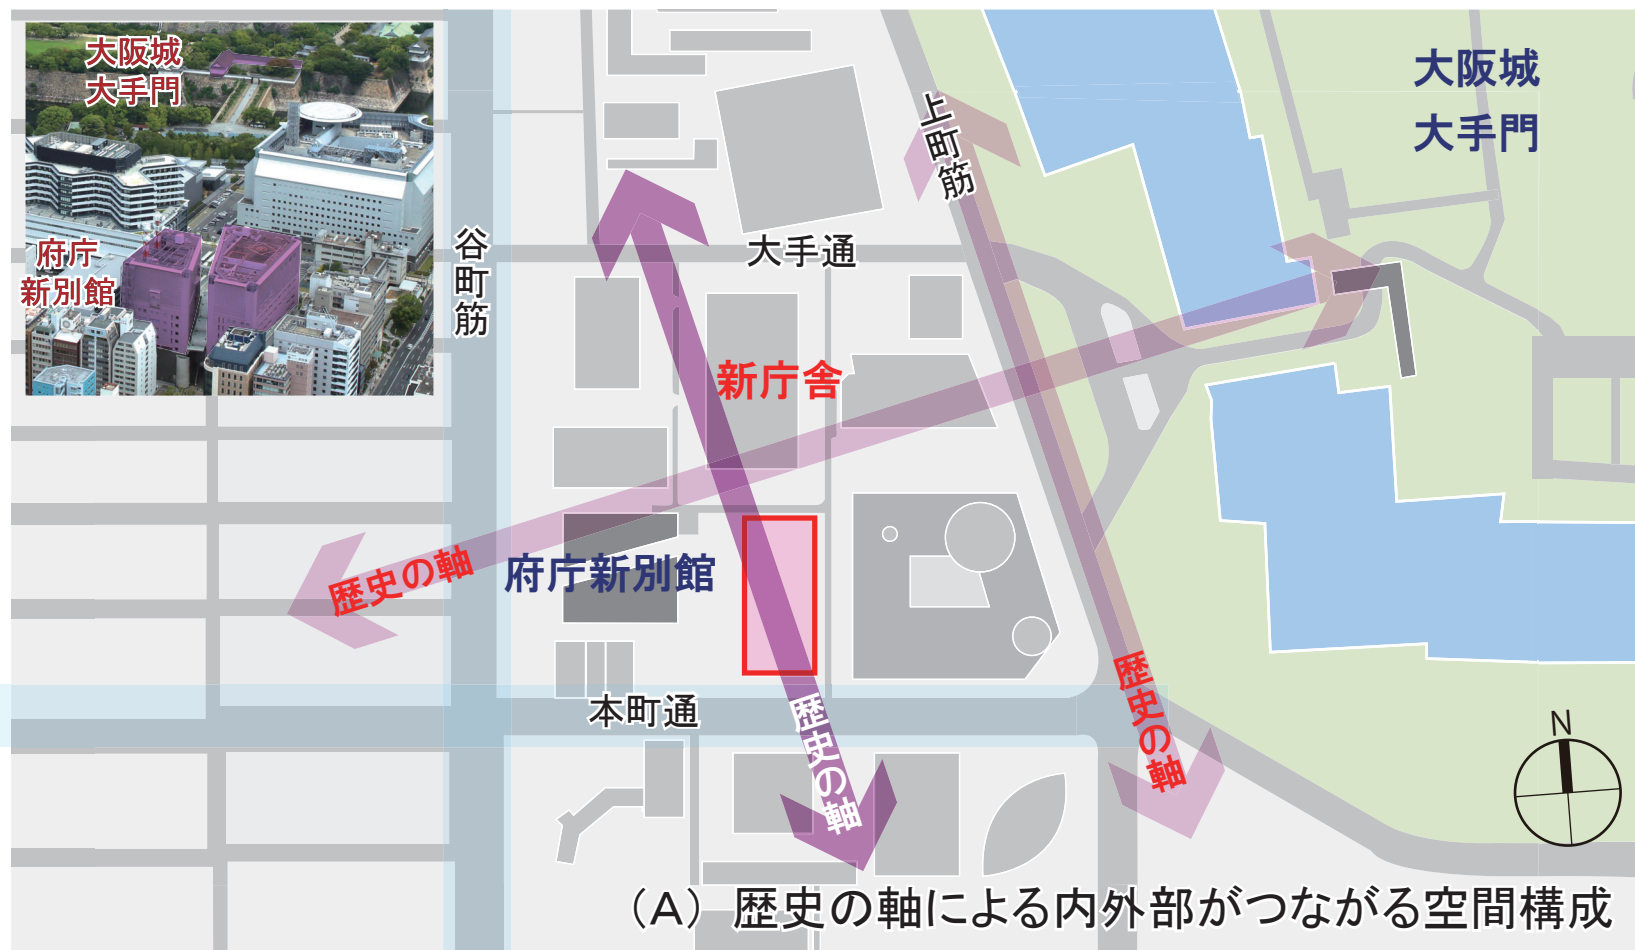 大阪城
大手門
府庁
新別館
谷町筋
大手通
上町筋
大阪城
大手門
新庁舎
歴史の軸
府庁新別館
本町通
歴史の軸
歴史の軸
N
（A）歴史の軸による内外部がつながる空間構成